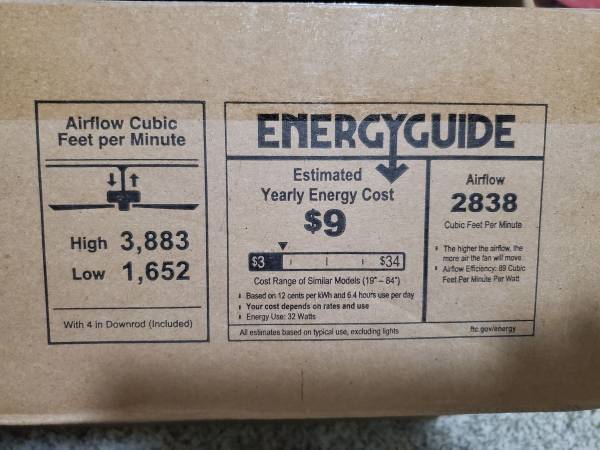 Airflow Cubic
Feet per Minute
High 3,883
Low 1,652
With 4 in Downrod (Included)
ENERGYGUIDE
Estimated
Yearly Energy Cost
$9
$3
$34
Cost Range of Similar Models (19" – 84")
Based on 12 cents per kWh and 6.4 hours use per day
Your cost depends on rates and use
Energy Use: 32 Watts
All estimates based on typical use, excluding lights
Airflow
2838
Cubic Feet Per Minute
The higher the airflow, the
more air the fan will move
Airflow Efficiency: 89 Cubic
Feet Per Minute Per Watt
ftc.gov/energy